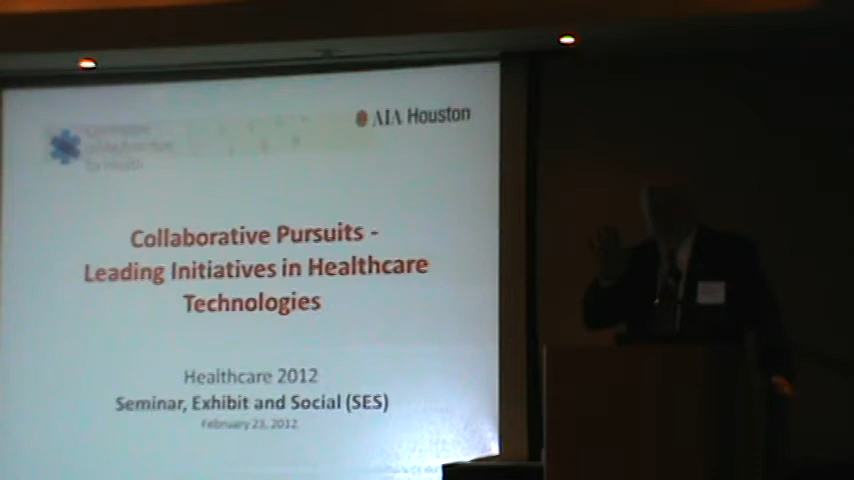 AIA Houston
Collaborative Pursuits -
Leading Initiatives in Healthcare
Technologies
Healthcare 2012
Seminar, Exhibit and Social (SES)
February 23, 2012